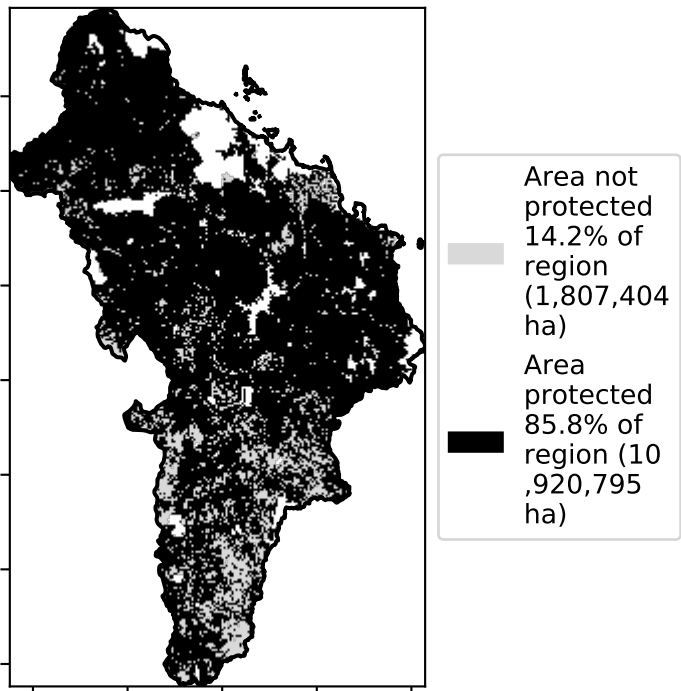 Area not
protected
14.2% of
region
(1,807,404
ha)
Area
protected
85.8% of
region (10
,920,795
ha)